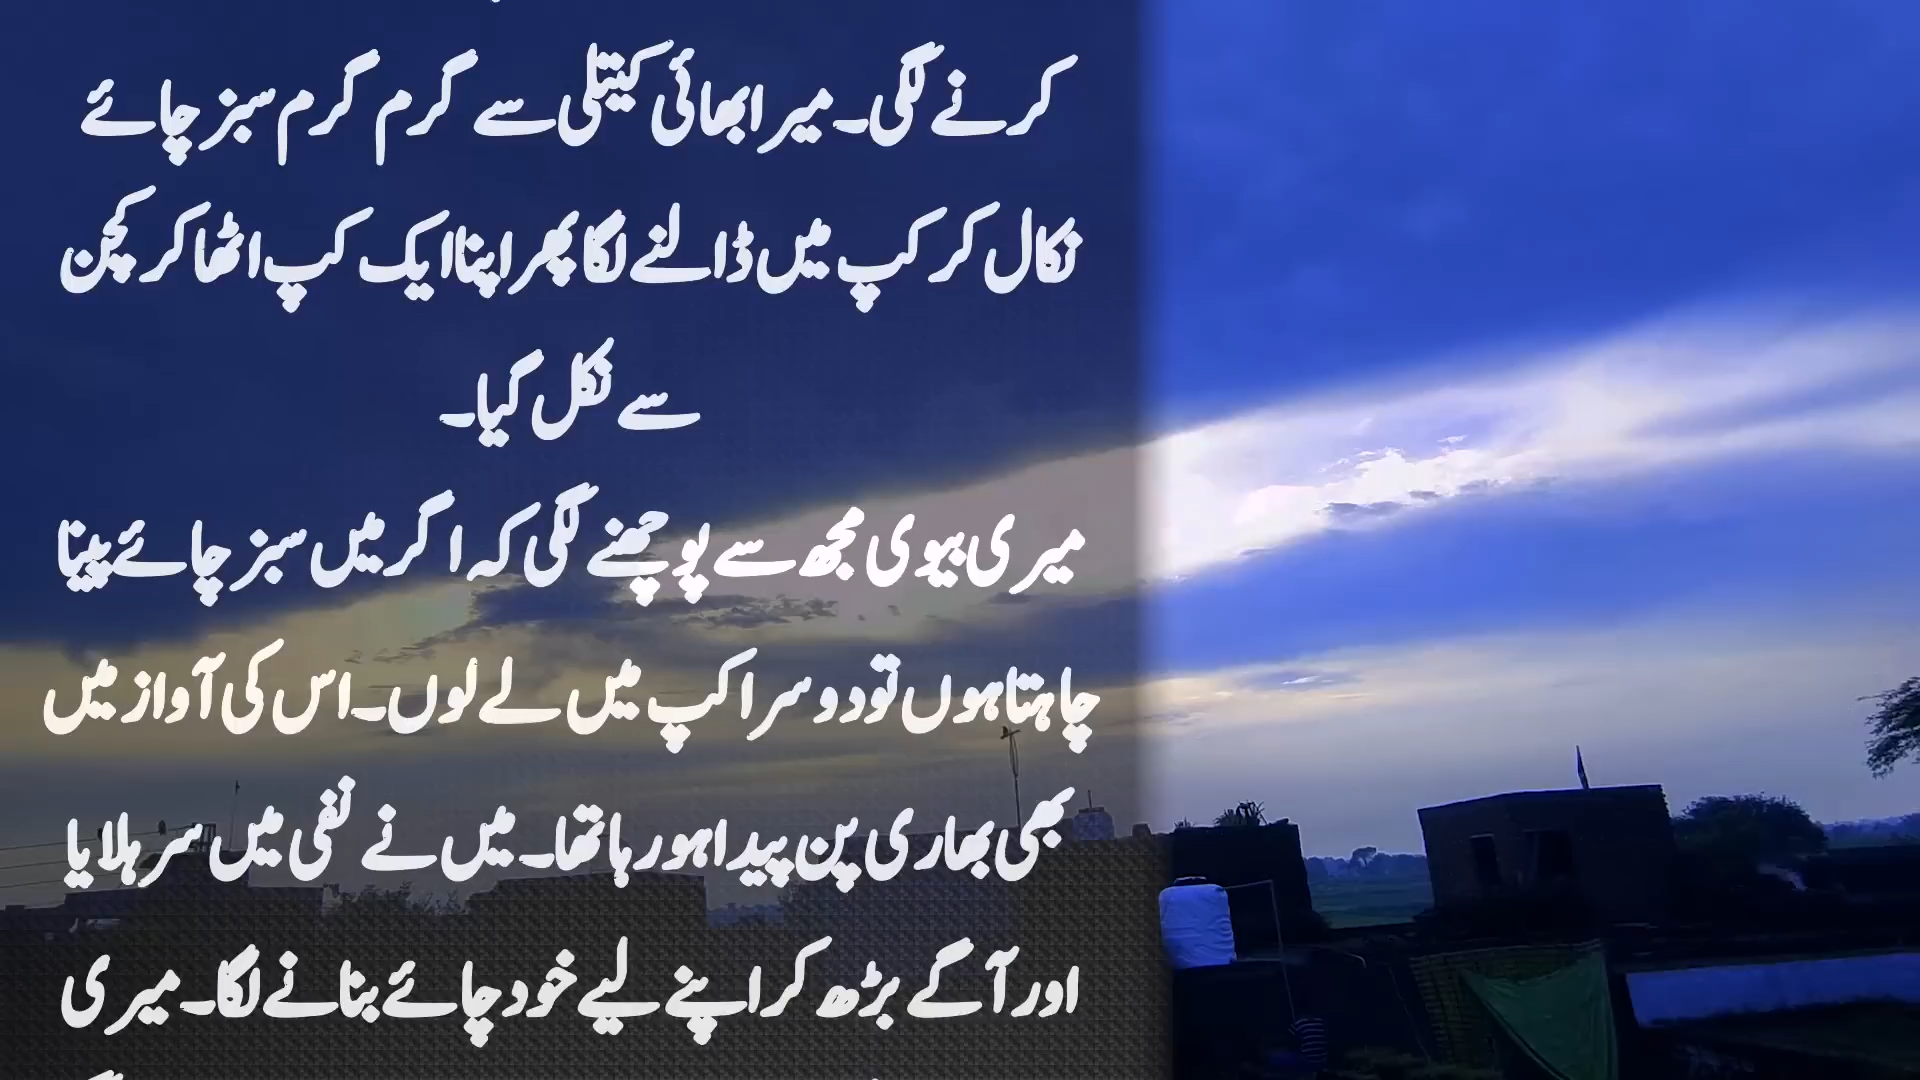 کرنے لگی۔ میرا بھائی کیتلی سے گرم گرم سبز چائے
نکال کر کپ میں ڈالنے لگا پھر اپنا ایک کپ اٹھا کر کچن
سے نکل گیا۔
میری بیوی مجھ سے پوچھنے لگی کہ اگر میں سبز چائے پینا
چاہتا ہوں تو دوسرا کپ میں لے لوں۔ اس کی آواز میں
بھی بھاری پن پیدا ہو رہا تھا۔ میں نے نفی میں سر ہلایا
اور آگے بڑھ کر اپنے لیے خود چائے بنانے لگا۔ میری